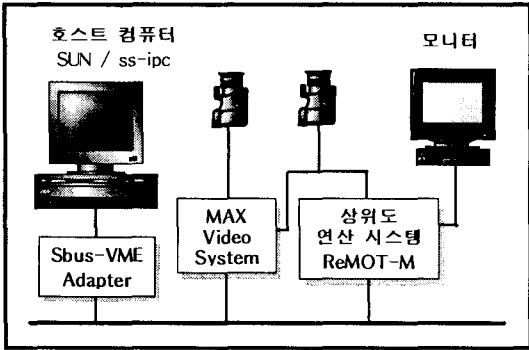 호스트 컴퓨터
SUN / ss-ipc
모니터
MAX
Video
System
상위도
연산 시스템
ReMOT-M
Sbus-VME
Adapter